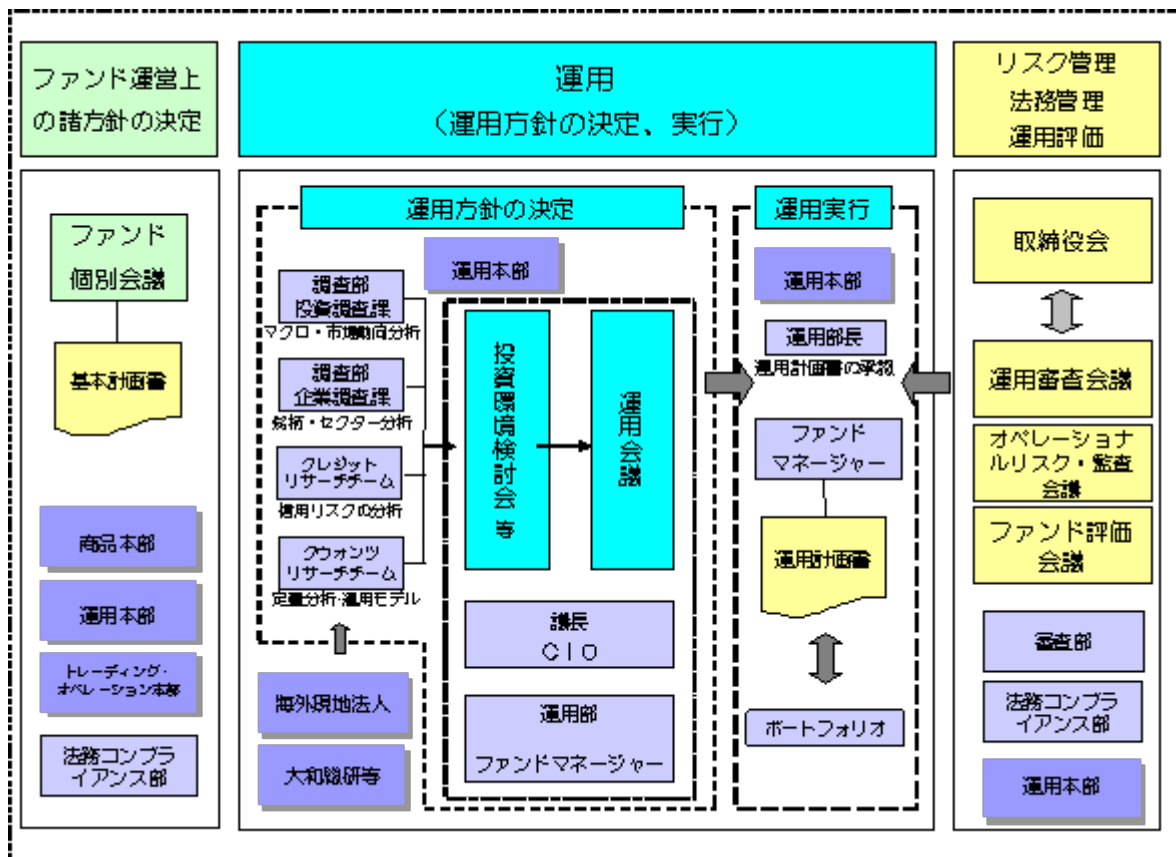 ファンド運営上
の諸方針の決定
運用
（運用方針の決定、実行）
リスク管理
法務管理
運用評価
ファンド
個別会議
基本計画書
商品本部
運用本部
トレーディング・
オペレーション本部
法務コンプラ
イアンス部
運用方針の決定
運用本部
調査部
投資調査課
マクロ・市場動向分析
調査部
企業調査課
銘柄・セクター分析
クレジット
リサーチチーム
信用リスクの分析
クウォンツ
リサーチチーム
定量分析・運用モデル
海外現地法人
大和総研等
投資環境検討会 等
運用会議
議長
CIO
運用部
ファンドマネージャー
運用実行
運用本部
運用部長
運用計画書の承認
ファンド
マネージャー
運用計画書
ポートフォリオ
取締役会
運用審査会議
オペレーショナ
ルリスク・監査
会議
ファンド評価
会議
審査部
法務コンプラ
イアンス部
運用本部